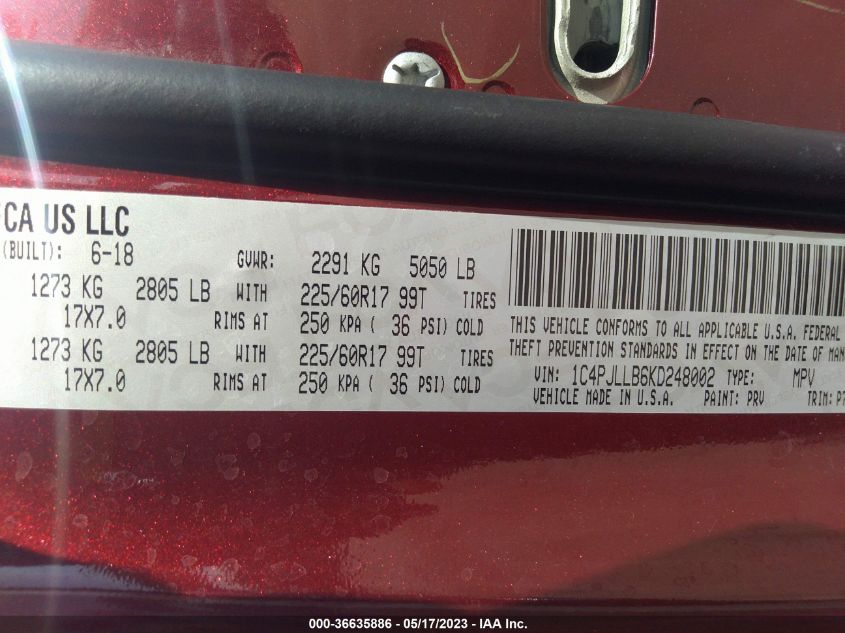 CA US LLC
(BUILT): 6-18 GVWR: 2291 KG 5050 LB
1273 KG 2805 LB WITH 225/60R17 99T TIRES
17X7.0 RIMS AT 250 KPA ( 36 PSI) COLD
1273 KG 2805 LB WITH 225/60R17 99T TIRES
17X7.0 RIMS AT 250 KPA ( 36 PSI) COLD
THIS VEHICLE CONFORMS TO ALL APPLICABLE U.S.A. FEDERAL
THEFT PREVENTION STANDARDS IN EFFECT ON THE DATE OF MAN
VIN: 1C4PJLLB6KD248002 TYPE: MPV
VEHICLE MADE IN U.S.A. PAINT: PRV TRIM: P7
000-36635886 - 05/17/2023 - IAA Inc.